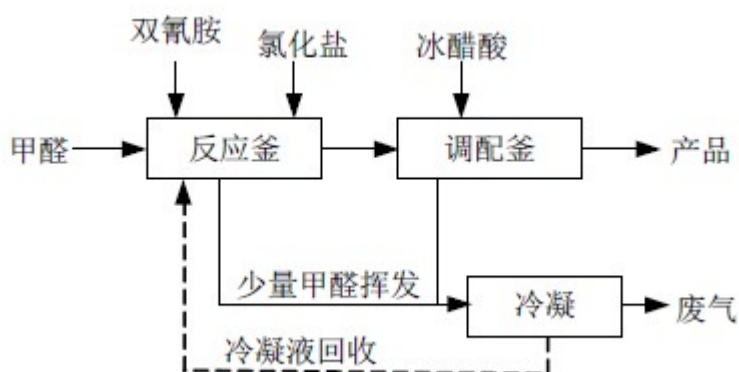 双氰胺
氯化盐
冰醋酸
甲醛
反应釜
调配釜
产品
少量甲醛挥发
冷凝
废气
冷凝液回收